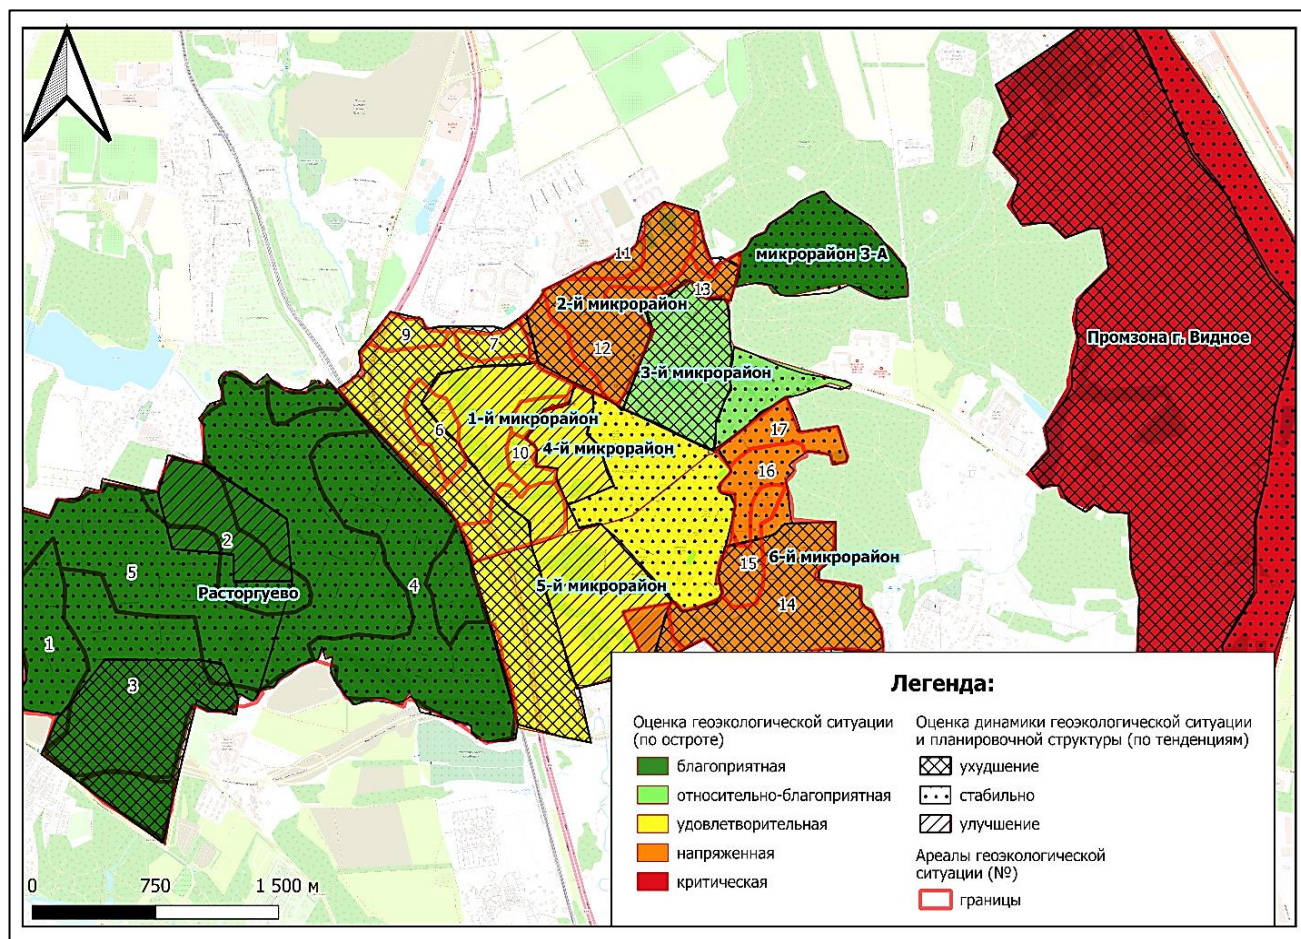 микрорайон 3-А
11
13
2-й микрорайон
Промзона г. Видное
9
7
12
3-й микрорайон
1-й микрорайон
6
17
4-й микрорайон
10
16
2
5
15
6-й микрорайон
4
5-й микрорайон
Расторгуево
14
1
3
Легенда:
Оценка геоэкологической ситуации
(по остроте)
благоприятная
относительно-благоприятная
удовлетворительная
напряженная
критическая
Оценка динамики геоэкологической ситуации
и планировочной структуры (по тенденциям)
ухудшение
стабильно
улучшение
Ареалы геоэкологической
ситуации (№)
границы
0 750 1 500 м